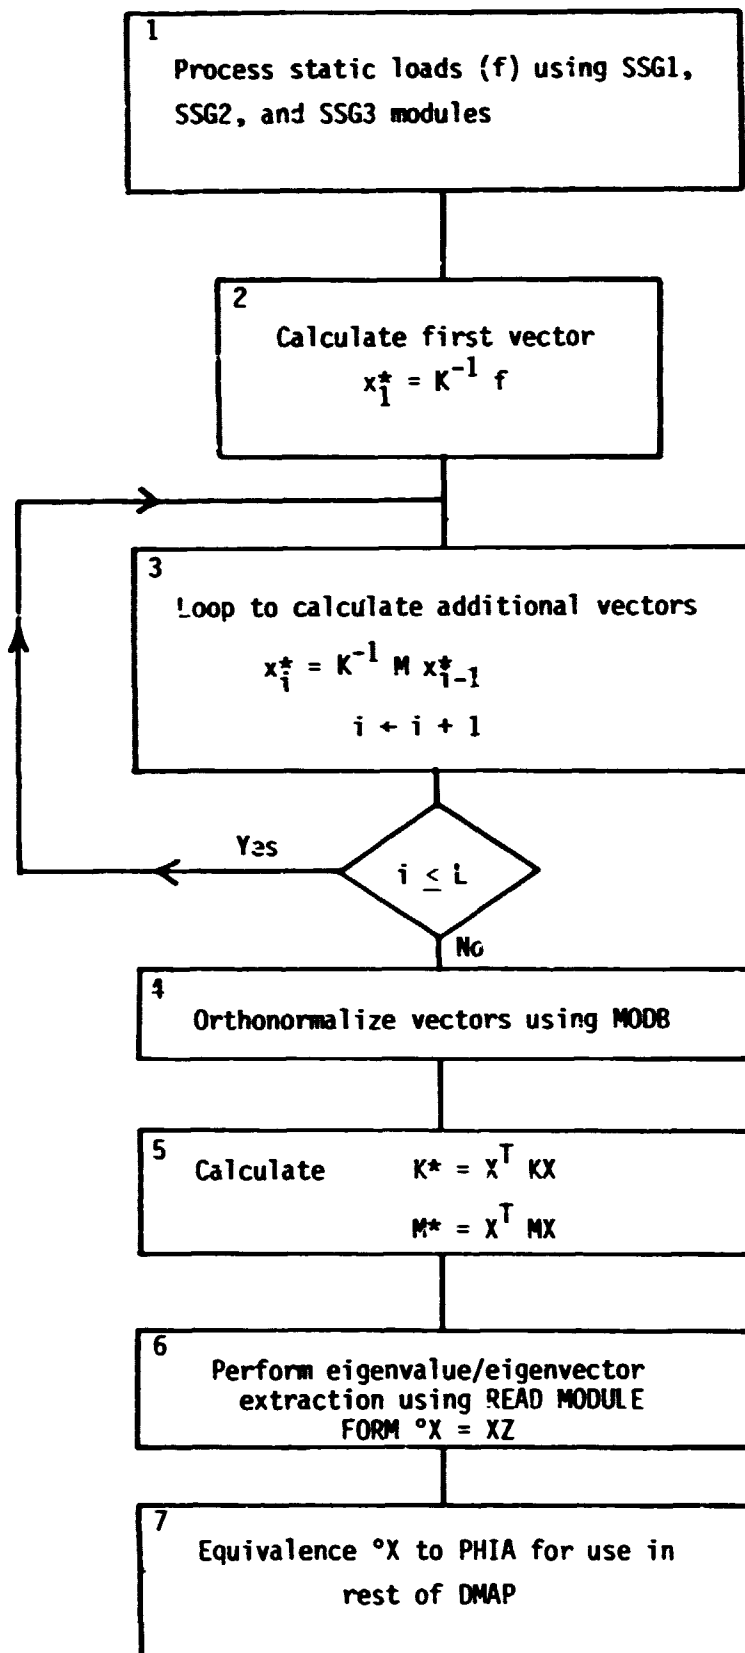 1
Process static loads (f) using SSG1,
SSG2, and SSG3 modules
2
Calculate first vector
x₁* = K⁻¹ f
3
Loop to calculate additional vectors
xᵢ* = K⁻¹ M x*ᵢ₋₁
i ← i + 1
Yes
i ≤ L
No
4
Orthonormalize vectors using MODB
5
Calculate K* = Xᵀ KX
M* = Xᵀ MX
6
Perform eigenvalue/eigenvector
extraction using READ MODULE
FORM °X = XZ
7
Equivalence °X to PHIA for use in
rest of DMAP